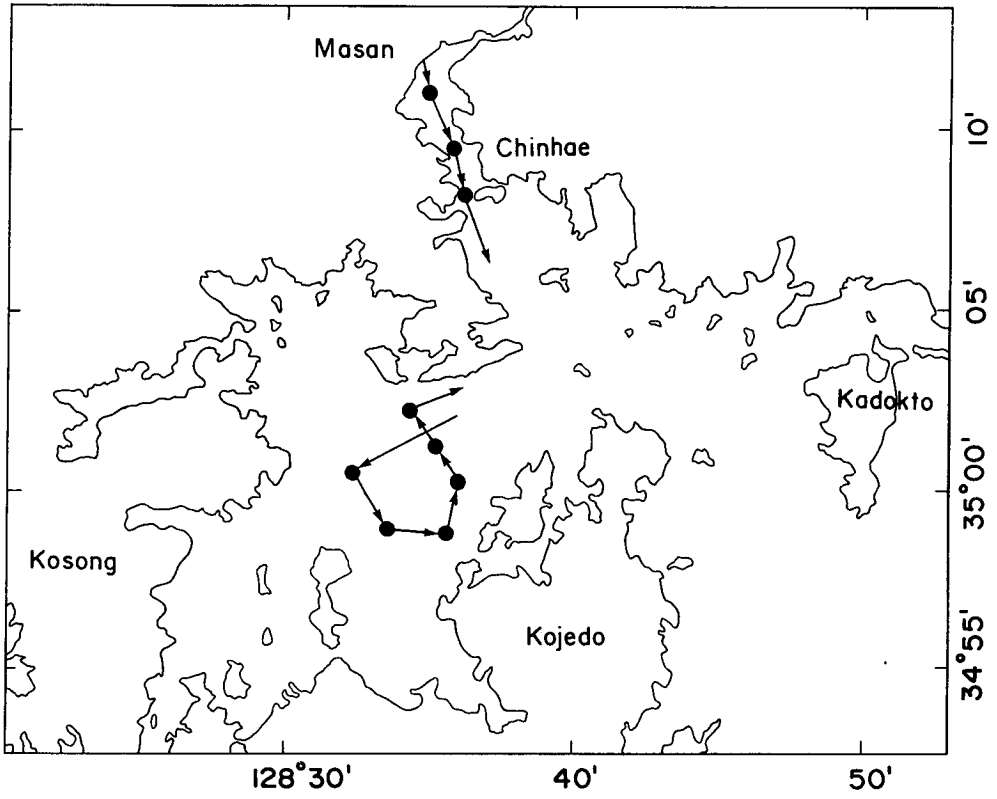 Masan
Chinhae
10'
05'
Kadokto
35°00'
Kosong
Kojedo
34°55'
128°30'
40'
50'